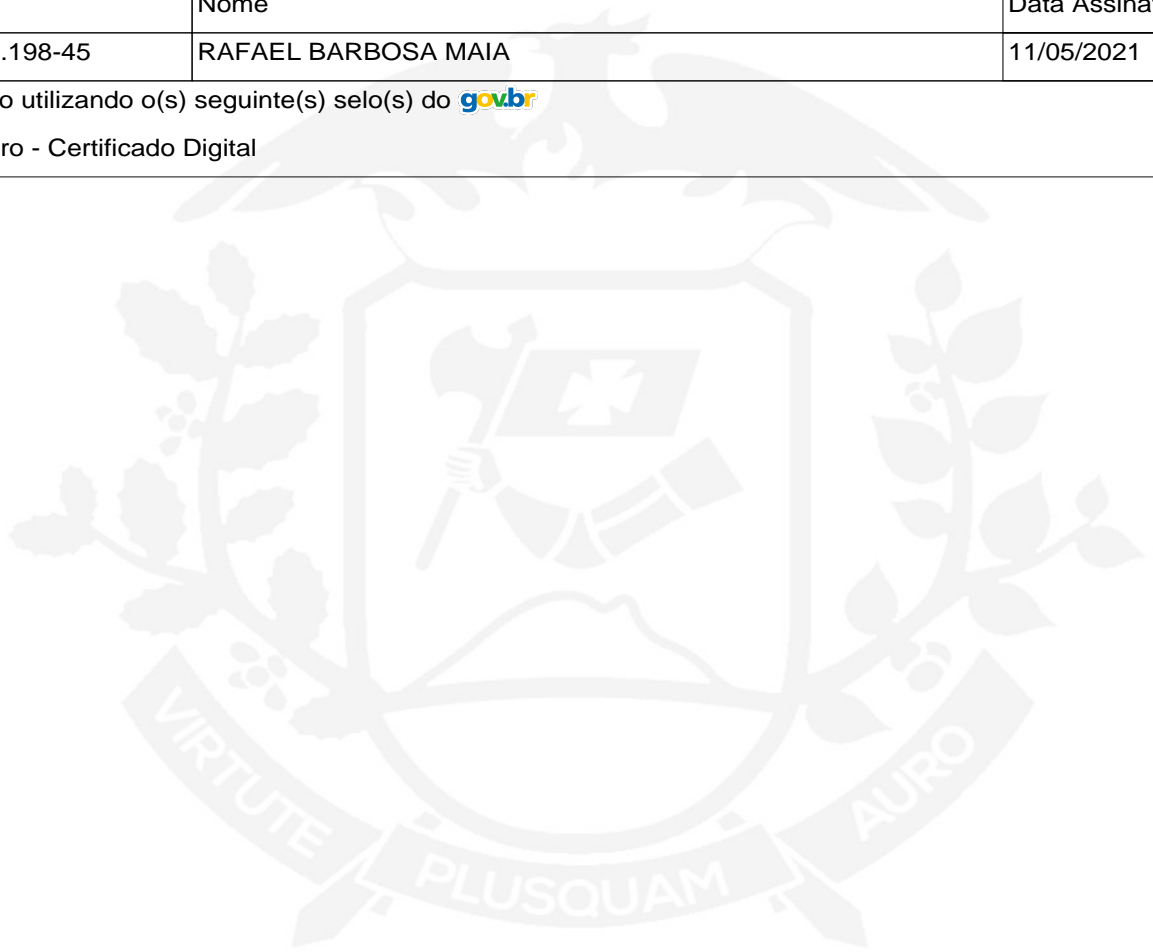 Nome Data Assina
.198-45 RAFAEL BARBOSA MAIA 11/05/2021
o utilizando o(s) seguinte(s) selo(s) do gov.br
ro - Certificado Digital
VIRTUTE PLUSQUAM AURO